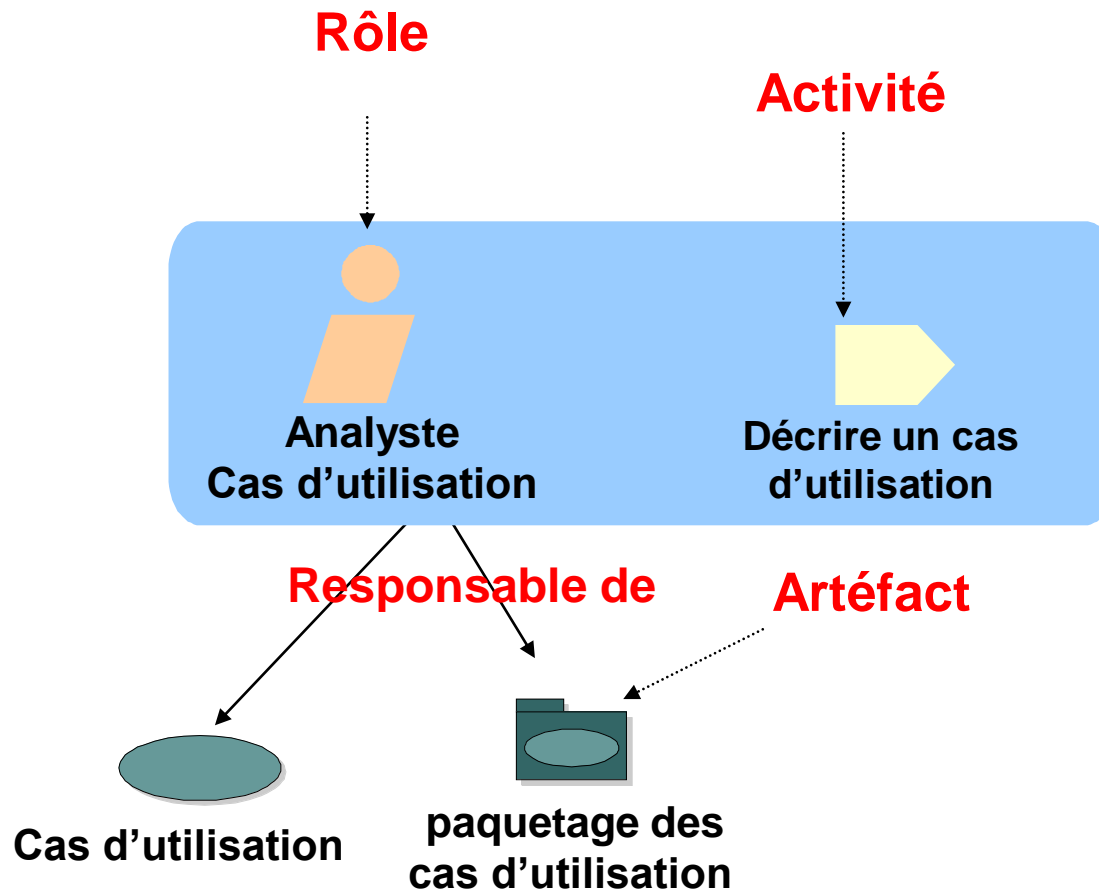 Rôle
Activité
Analyste
Cas d’utilisation
Décrire un cas
d’utilisation
Responsable de
Artéfact
Cas d’utilisation
paquetage des
cas d’utilisation